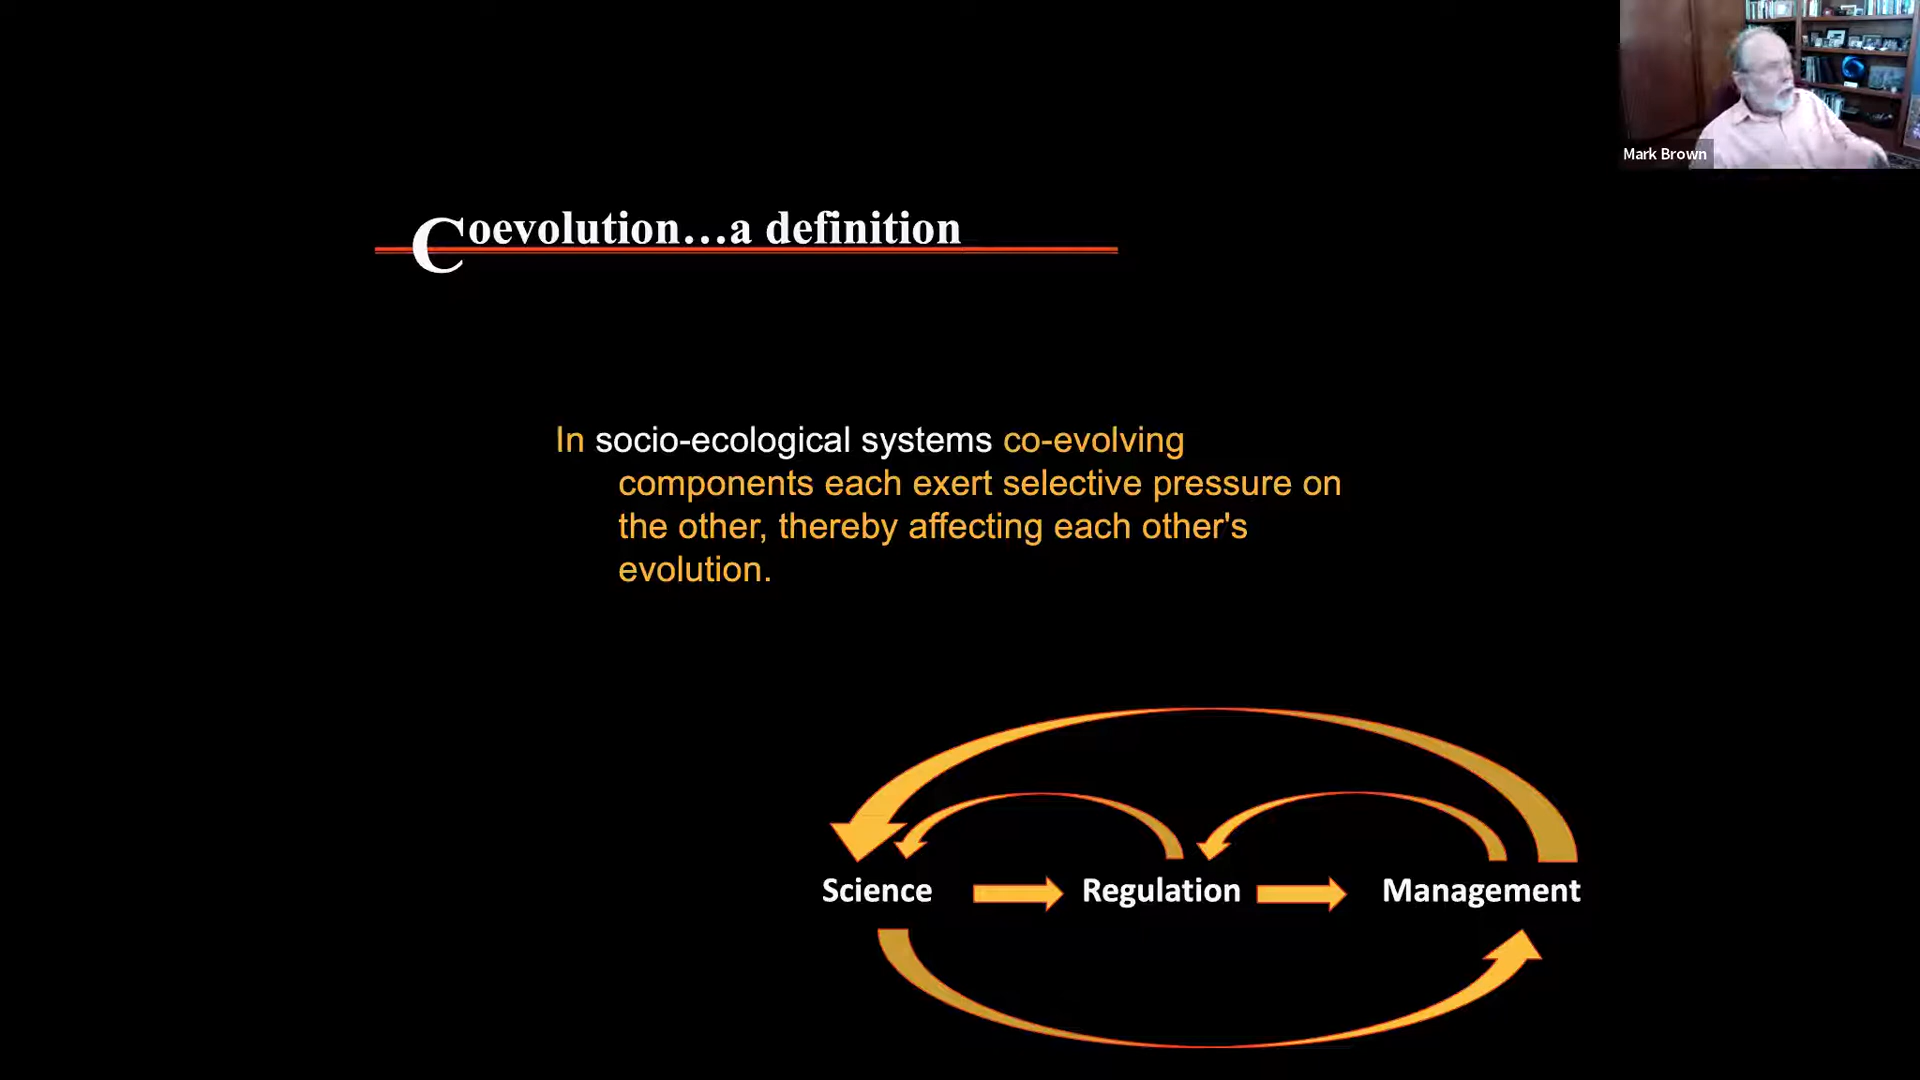 Mark Brown
Coevolution...a definition
In socio-ecological systems co-evolving
components each exert selective pressure on
the other, thereby affecting each other's
evolution.
Science Regulation Management